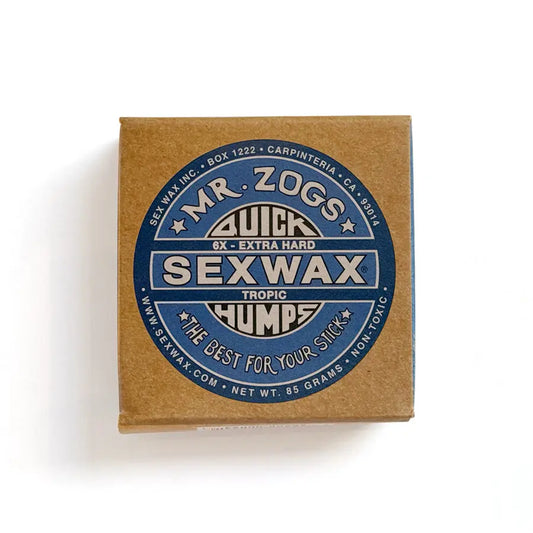 SEX WAX INC. • BOX 1222 • CARPINTERIA • CA • 93014
MR. ZOGS
QUICK
6X - EXTRA HARD
SEXWAX®
TROPIC
HUMPS
THE BEST FOR YOUR STICK
• WWW.SEXWAX.COM • NET WT. 85 GRAMS • NON-TOXIC •